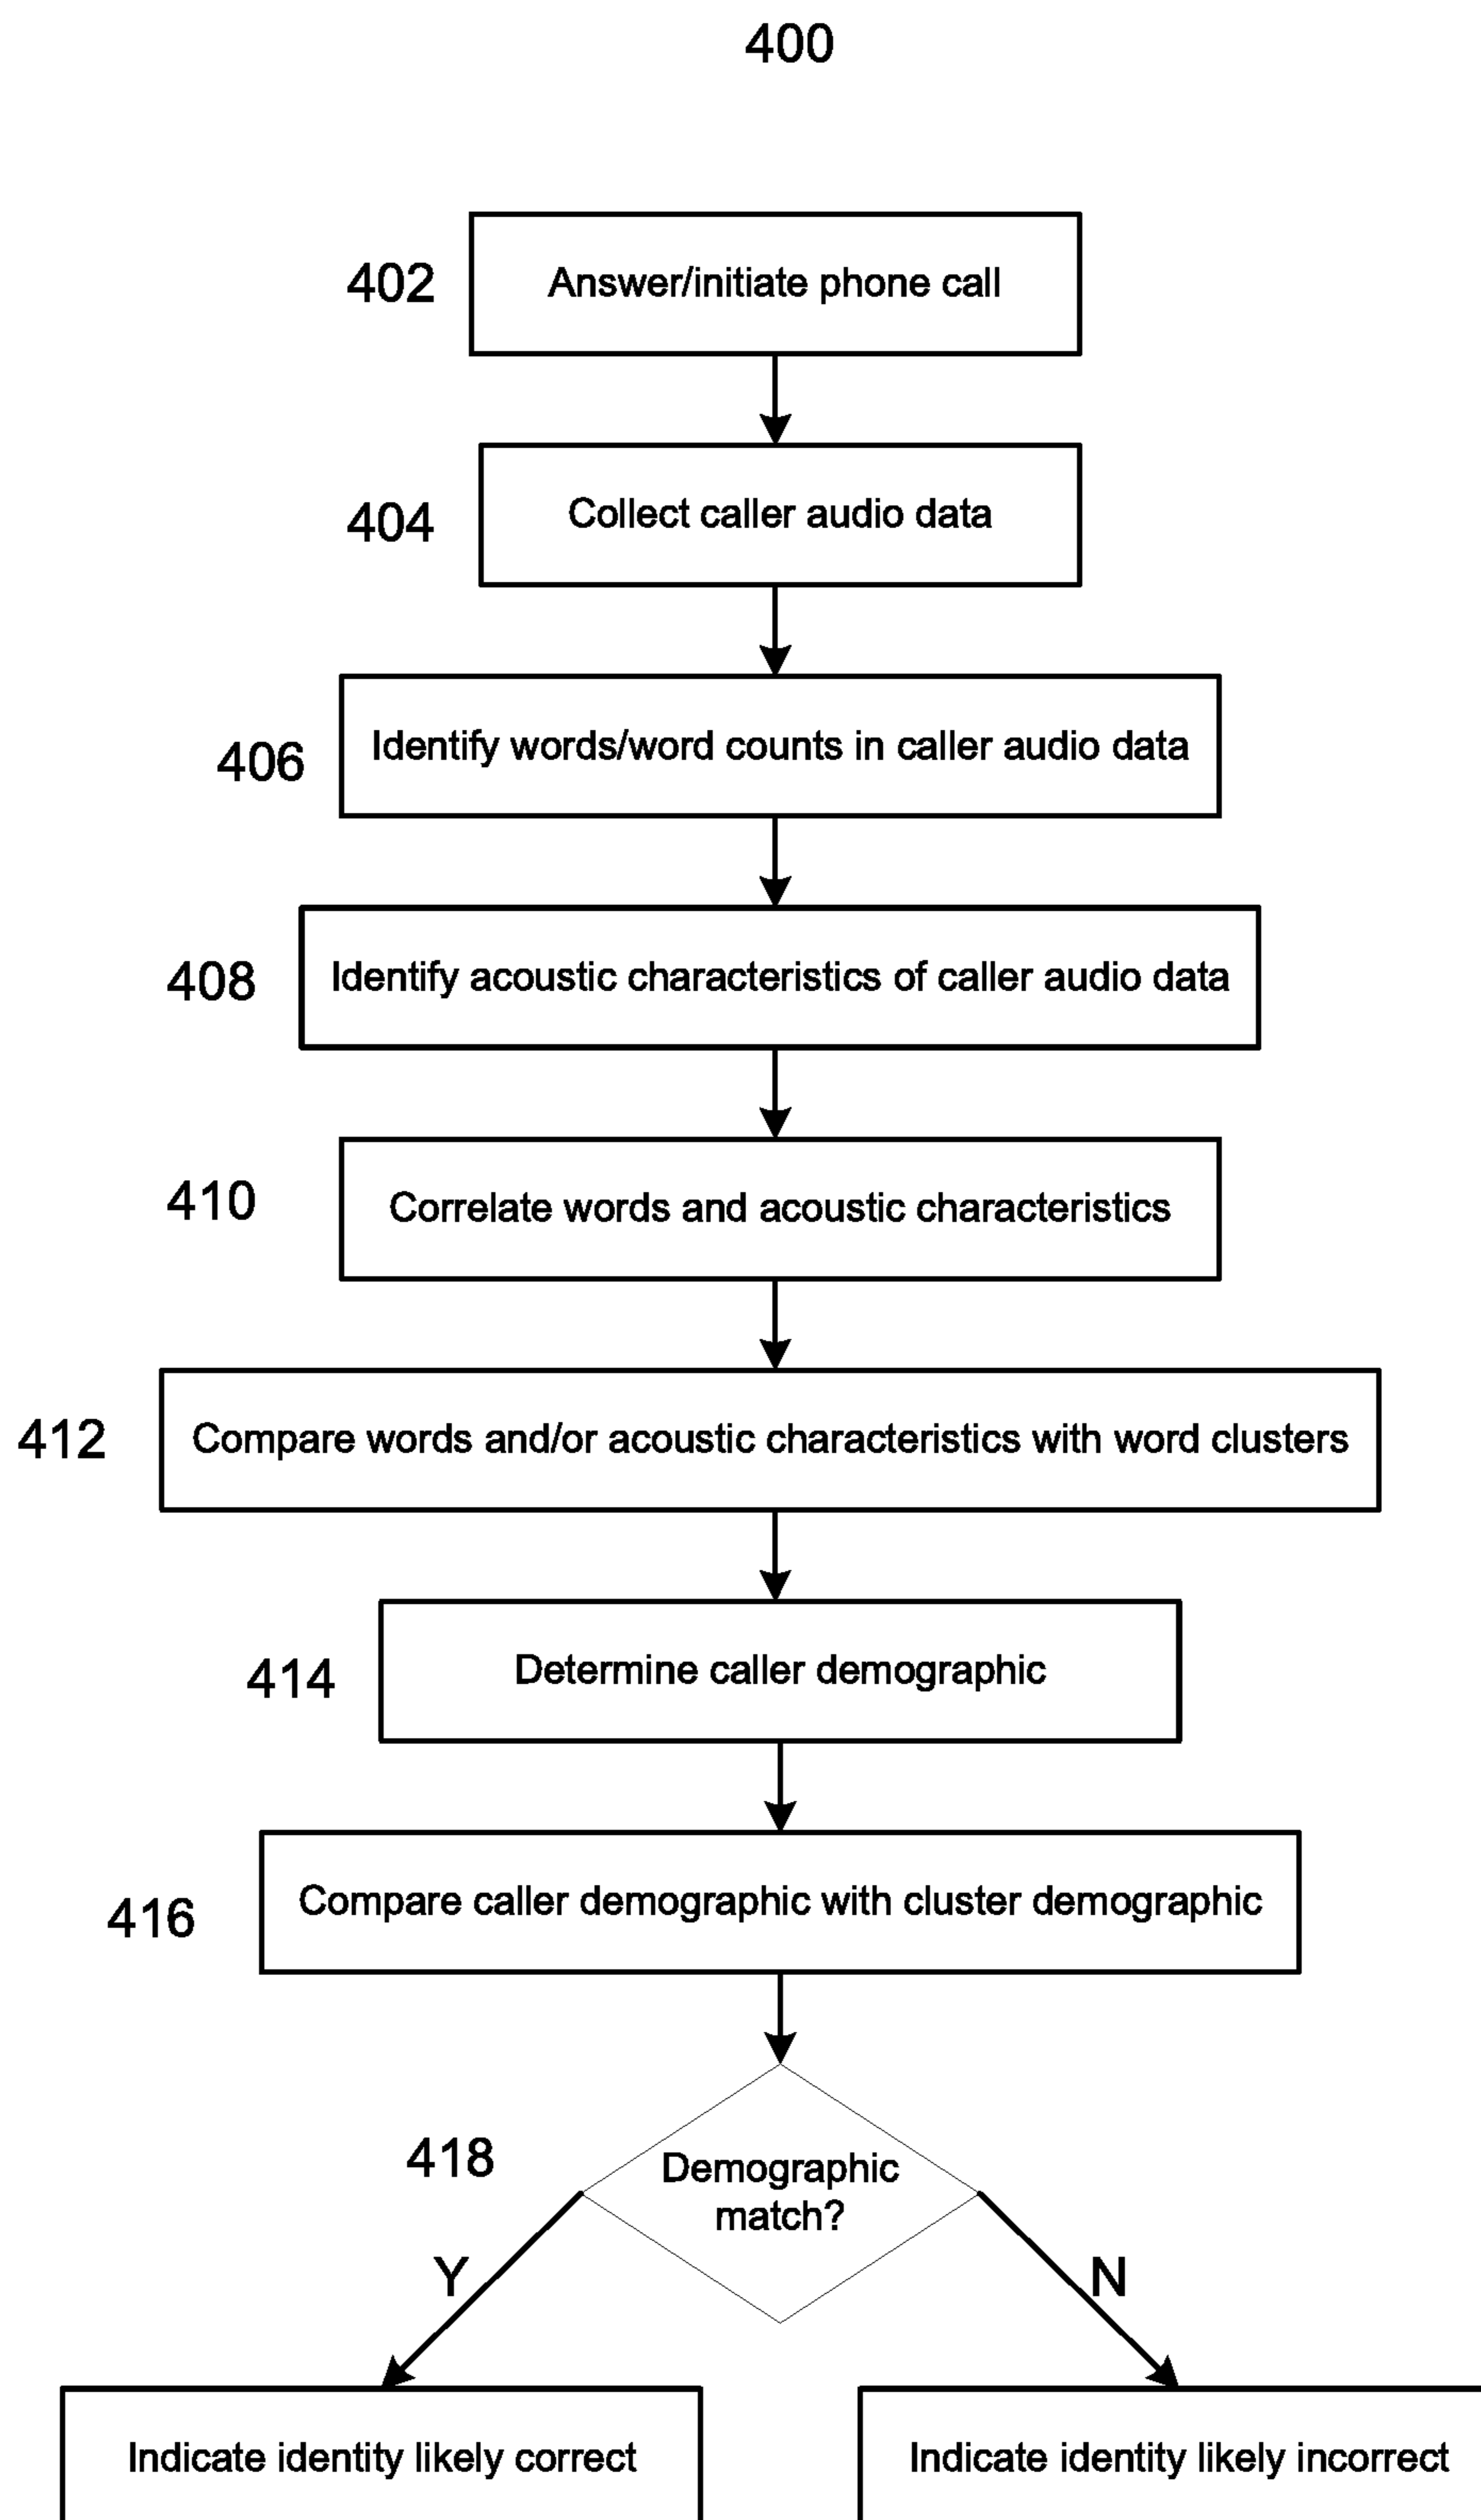 400
402
Answer/initiate phone call
404
Collect caller audio data
406
Identify words/word counts in caller audio data
408
Identify acoustic characteristics of caller audio data
410
Correlate words and acoustic characteristics
412
Compare words and/or acoustic characteristics with word clusters
414
Determine caller demographic
416
Compare caller demographic with cluster demographic
418
Demographic
match?
Y
N
Indicate identity likely correct
Indicate identity likely incorrect